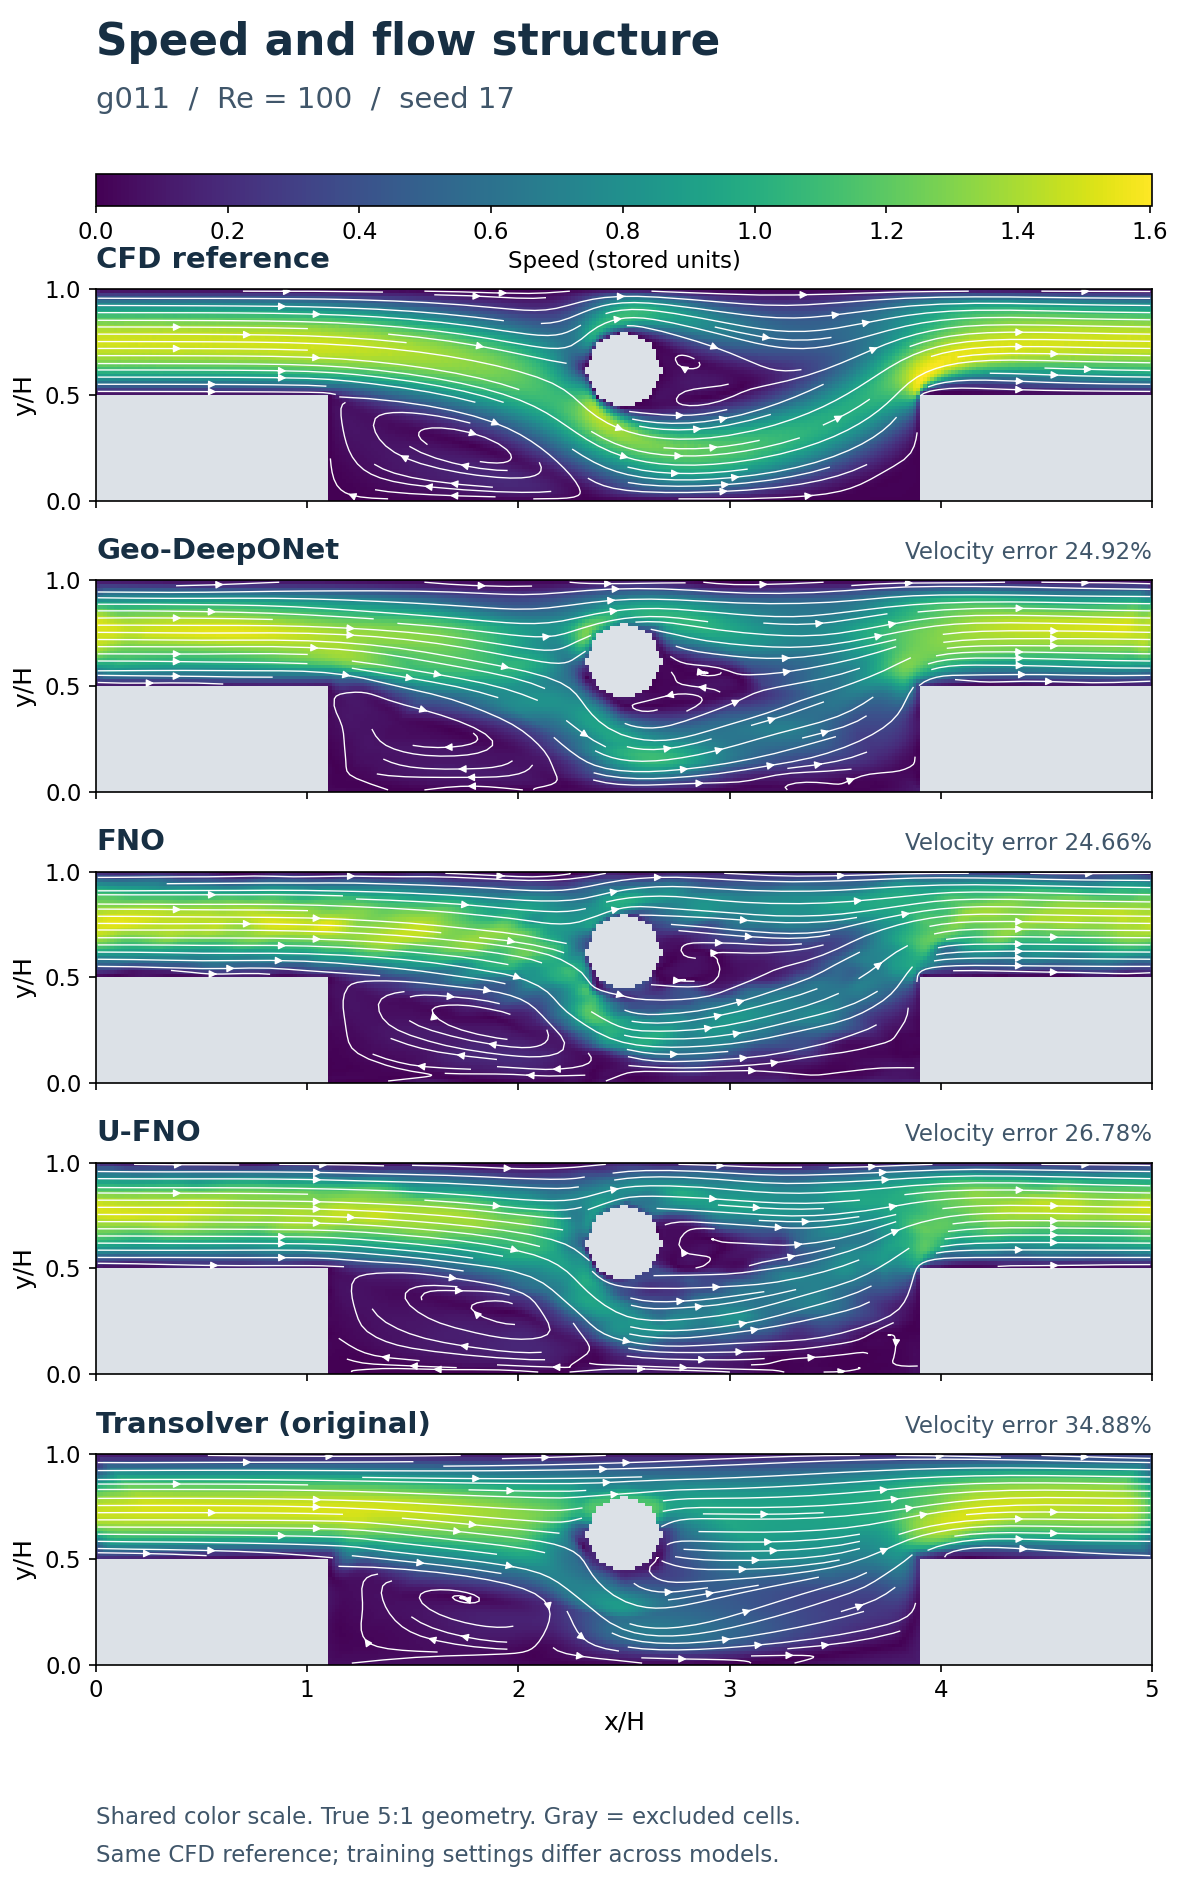 Speed and flow structure
g011 / Re = 100 / seed 17
0.0 0.2 0.4 0.6 0.8 1.0 1.2 1.4 1.6
Speed (stored units)
CFD reference
1.0
0.5
0.0
y/H
Geo-DeepONet
Velocity error 24.92%
1.0
0.5
0.0
y/H
FNO
Velocity error 24.66%
1.0
0.5
0.0
y/H
U-FNO
Velocity error 26.78%
1.0
0.5
0.0
y/H
Transolver (original)
Velocity error 34.88%
1.0
0.5
0.0
y/H
0 1 2 3 4 5
x/H
Shared color scale. True 5:1 geometry. Gray = excluded cells.
Same CFD reference; training settings differ across models.